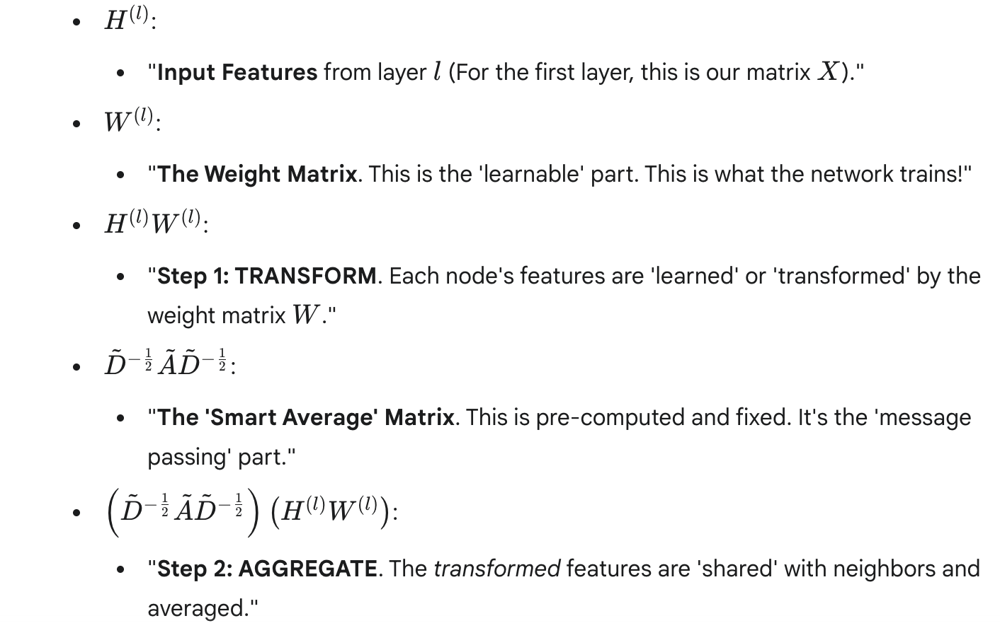 • $H^{(l)}$:
• "Input Features from layer $l$ (For the first layer, this is our matrix $X$)."
• $W^{(l)}$:
• "The Weight Matrix. This is the 'learnable' part. This is what the network trains!"
• $H^{(l)}W^{(l)}$:
• "Step 1: TRANSFORM. Each node's features are 'learned' or 'transformed' by the
weight matrix $W$."
• $\tilde{D}^{-\frac{1}{2}}\tilde{A}\tilde{D}^{-\frac{1}{2}}$:
• "The 'Smart Average' Matrix. This is pre-computed and fixed. It's the 'message
passing' part."
• $\left(\tilde{D}^{-\frac{1}{2}}\tilde{A}\tilde{D}^{-\frac{1}{2}}\right)\left(H^{(l)}W^{(l)}\right)$:
• "Step 2: AGGREGATE. The transformed features are 'shared' with neighbors and
averaged."